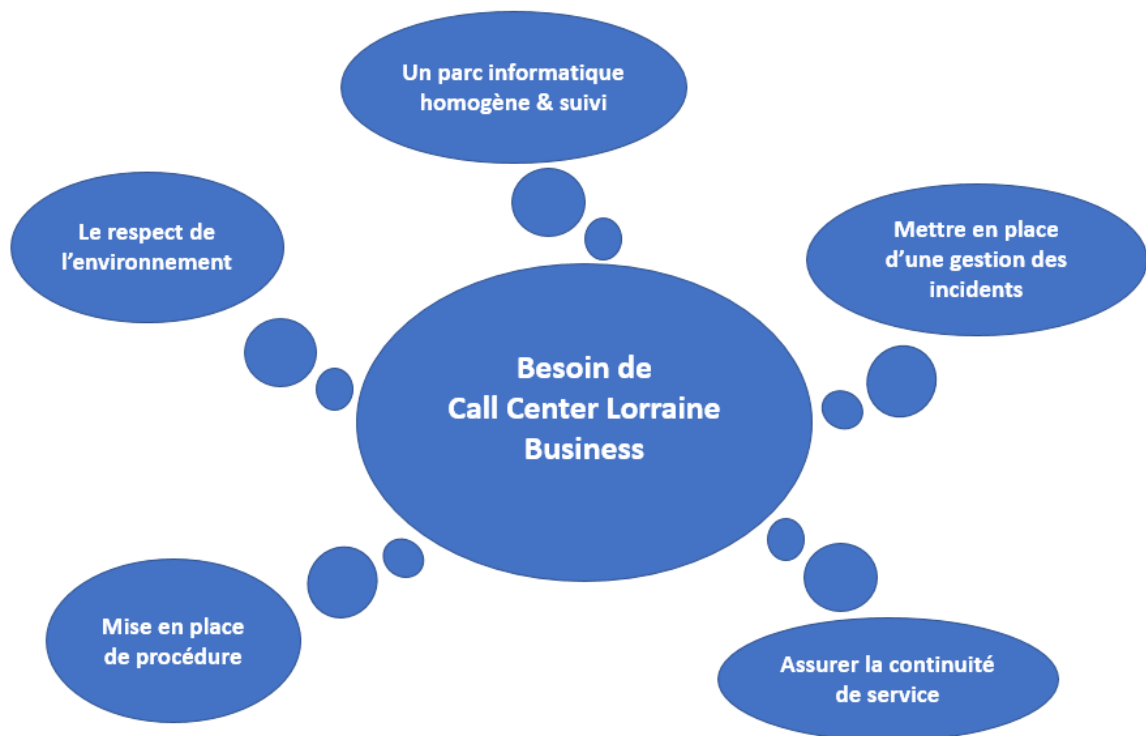 Un parc informatique
homogène & suivi
Le respect de
l’environnement
Mettre en place
d’une gestion des
incidents
Besoin de
Call Center Lorraine
Business
Mise en place
de procédure
Assurer la continuité
de service